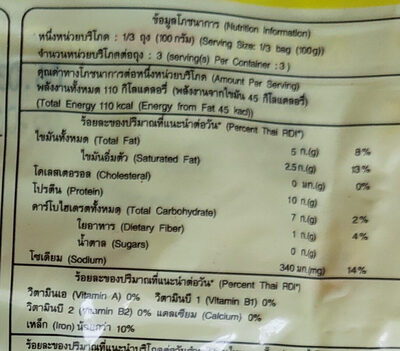 ข้อมูลโภชนาการ (Nutrition Information)
หนึ่งหน่วยบริโภค : 1/3 ถุง (100 กรัม) (Serving Size: 1/3 bag (100g))
จำนวนหน่วยบริโภคต่อถุง : 3 (serving(s) Per Container :3)
คุณค่าทางโภชนาการต่อหนึ่งหน่วยบริโภค (Amount Per Serving)
พลังงานทั้งหมด 110 กิโลแคลอรี่ (พลังงานจากไขมัน 45 กิโลแคลอรี่)
(Total Energy 110 kcal (Energy from Fat 45 kcal))
ร้อยละของปริมาณที่แนะนำต่อวัน* (Percent Thai RDI*)
ไขมันทั้งหมด (Total Fat) 5 ก.(g) 8%
ไขมันอิ่มตัว (Saturated Fat) 2.5 ก.(g) 13%
โคเลสเตอรอล (Cholesterol) 0 มก.(g) 0%
โปรตีน (Protein) 10 ก.(g)
คาร์โบไฮเดรตทั้งหมด (Total Carbohydrate) 7 ก.(g) 2%
ใยอาหาร (Dietary Fiber) 1 ก.(g) 4%
น้ำตาล (Sugars) 0 ก.(g)
โซเดียม (Sodium) 340 มก.(mg) 14%
ร้อยละของปริมาณที่แนะนำต่อวัน* (Percent Thai RDI*)
วิตามินเอ (Vitamin A) 0% วิตามินบี 1 (Vitamin B1) 0%
วิตามินบี 2 (Vitamin B2) 0% แคลเซียม (Calcium) 0%
เหล็ก (Iron) น้อยกว่า 10%